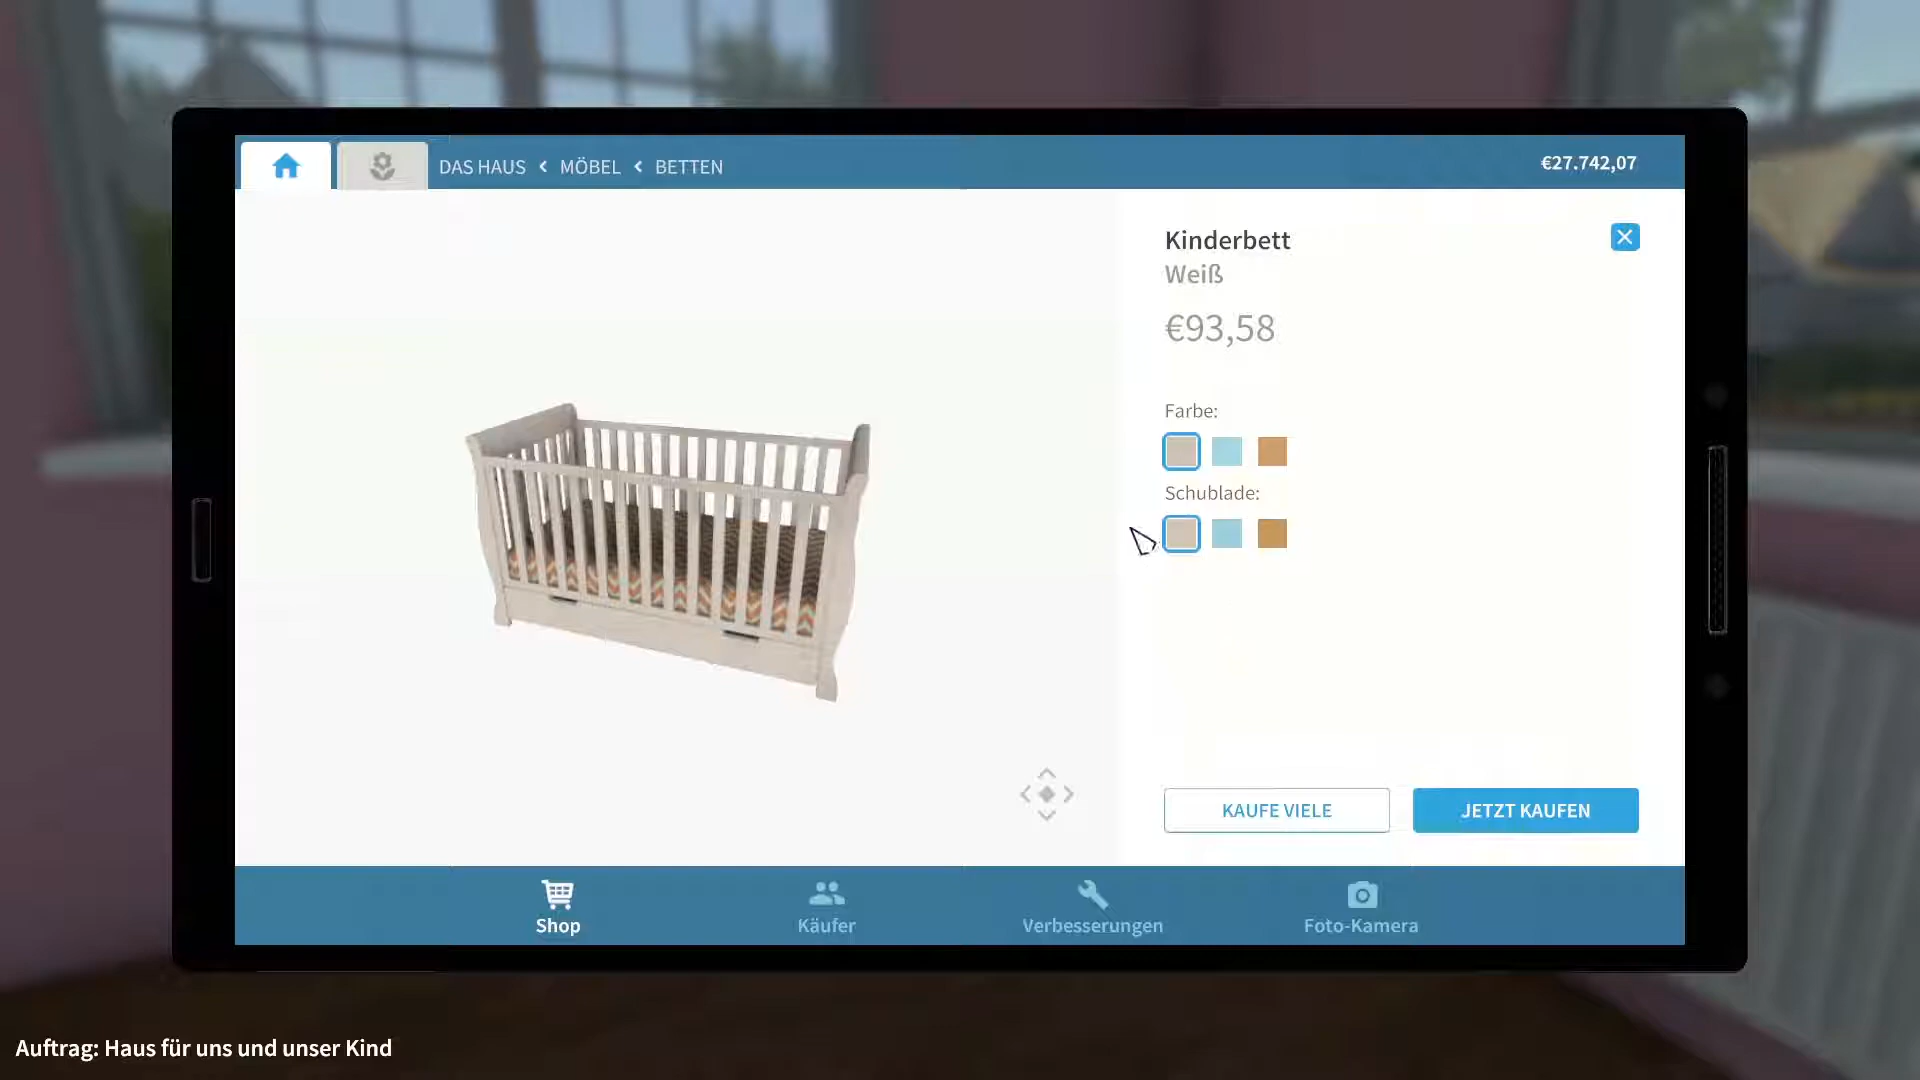 DAS HAUS < MÖBEL < BETTEN
€27.742,07
Kinderbett
Weiß
€93,58
Farbe:
Schublade:
KAUFE VIELE
JETZT KAUFEN
Shop
Käufer
Verbesserungen
Foto-Kamera
Auftrag: Haus für uns und unser Kind